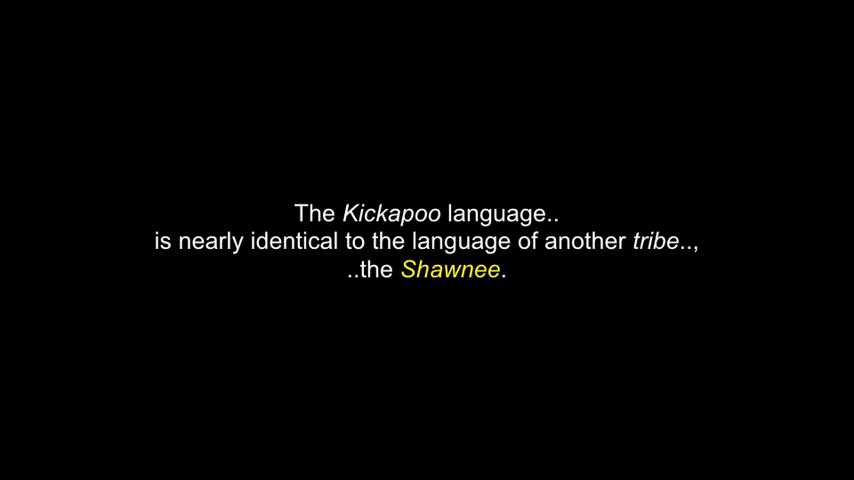 The Kickapoo language..
is nearly identical to the language of another tribe..,
..the Shawnee.